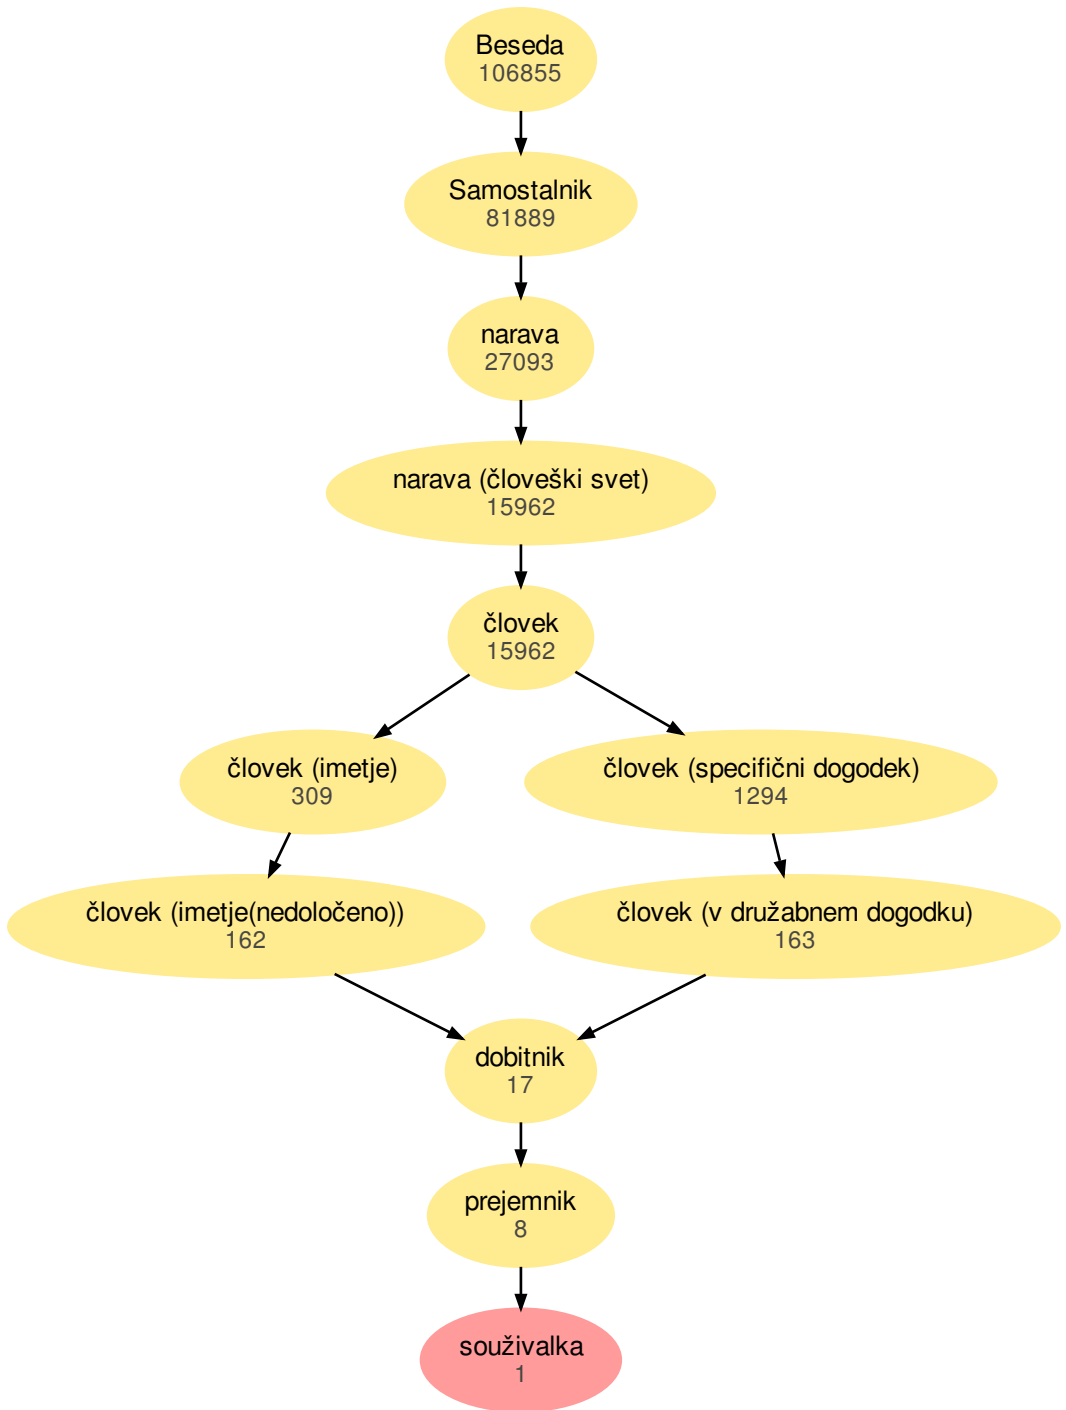 Beseda
106855
Samostalnik
81889
narava
27093
narava (človeški svet)
15962
človek
15962
človek (imetje)
309
človek (specifični dogodek)
1294
človek (imetje(nedoločeno))
162
človek (v družabnem dogodku)
163
dobitnik
17
prejemnik
8
souživalka
1